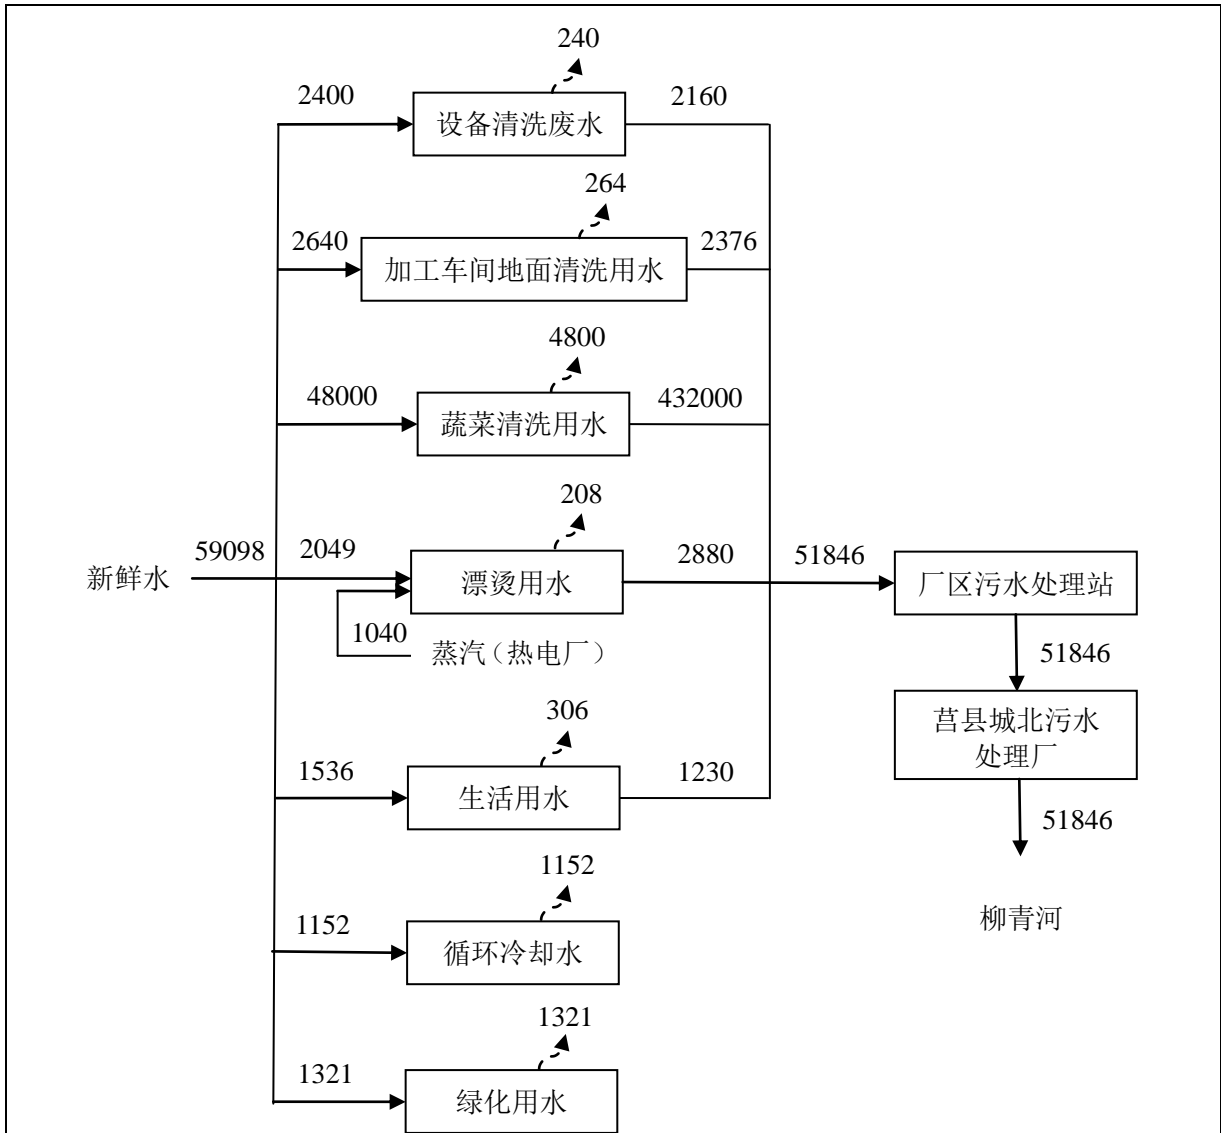 240
2400
设备清洗废水
2160
264
2640
加工车间地面清洗用水
2376
4800
48000
蔬菜清洗用水
432000
208
新鲜水
59098
2049
漂烫用水
2880
51846
厂区污水处理站
1040
蒸汽（热电厂）
51846
306
1536
生活用水
1230
莒县城北污水
处理厂
51846
1152
1152
循环冷却水
柳青河
1321
1321
绿化用水